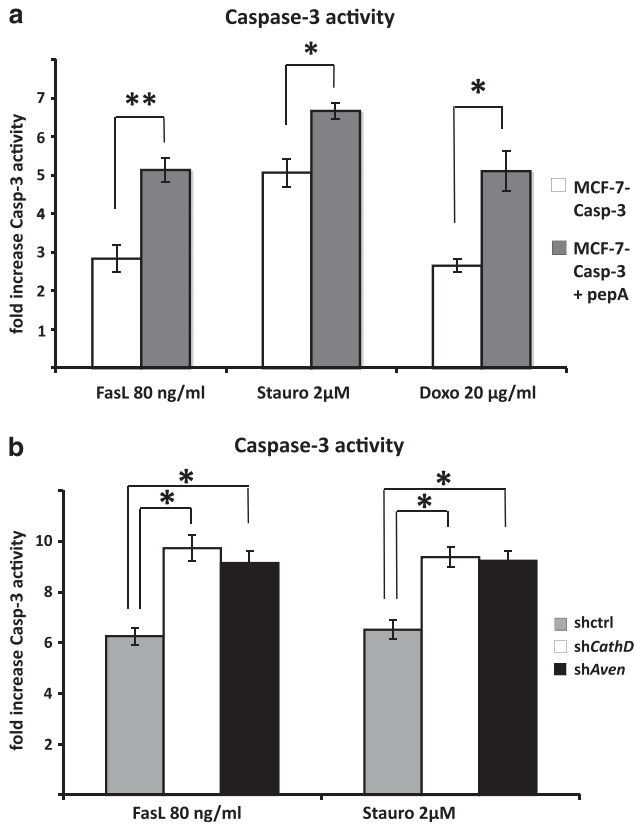 a
Caspase-3 activity
fold increase Casp-3 activity
7
6
5
4
3
2
1
**
*
*
FasL 80 ng/ml
Stauro 2µM
Doxo 20 µg/ml
MCF-7-
Casp-3
MCF-7-
Casp-3
+ pepA
b
Caspase-3 activity
fold increase Casp-3 activity
10
8
6
4
2
*
*
*
*
FasL 80 ng/ml
Stauro 2µM
shctrl
shCathD
shAven